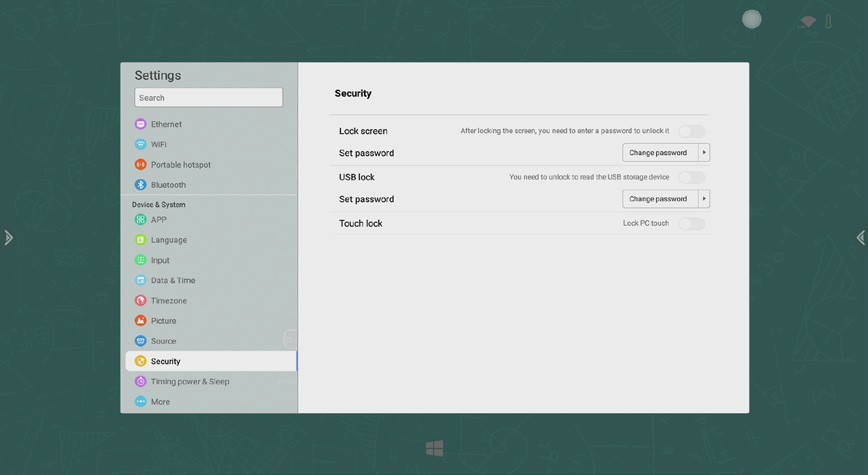 Settings
Search
Ethernet
WiFi
Portable hotspot
Bluetooth
Device & System
APP
Language
Input
Data & Time
Timezone
Picture
Source
Security
Timing power & Sleep
More
Security
Lock screen After locking the screen, you need to enter a password to unlock it
Set password Change password
USB lock You need to unlock to read the USB storage device
Set password Change password
Touch lock Lock PC touch